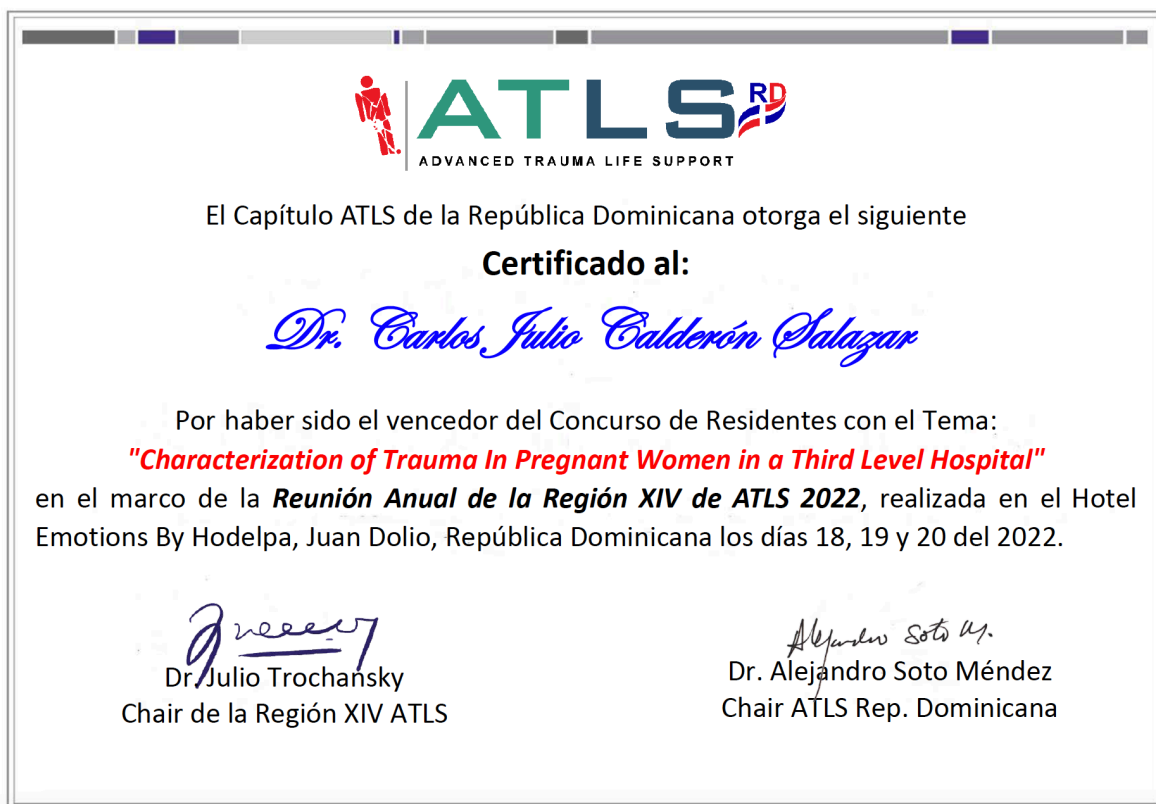 ATLS RD
ADVANCED TRAUMA LIFE SUPPORT
El Capítulo ATLS de la República Dominicana otorga el siguiente
Certificado al:
Dr. Carlos Julio Calderón Salazar
Por haber sido el vencedor del Concurso de Residentes con el Tema:
"Characterization of Trauma In Pregnant Women in a Third Level Hospital"
en el marco de la Reunión Anual de la Región XIV de ATLS 2022, realizada en el Hotel
Emotions By Hodelpa, Juan Dolio, República Dominicana los días 18, 19 y 20 del 2022.
Alejandro Soto M.
Dr. Julio Trochansky
Chair de la Región XIV ATLS
Dr. Alejandro Soto Méndez
Chair ATLS Rep. Dominicana